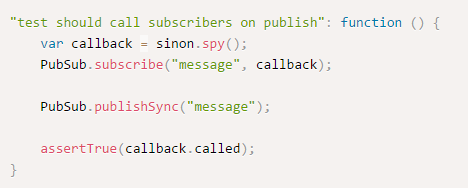 "test should call subscribers on publish": function () {
    var callback = sinon.spy();
    PubSub.subscribe("message", callback);
    PubSub.publishSync("message");
    assertTrue(callback.called);
}